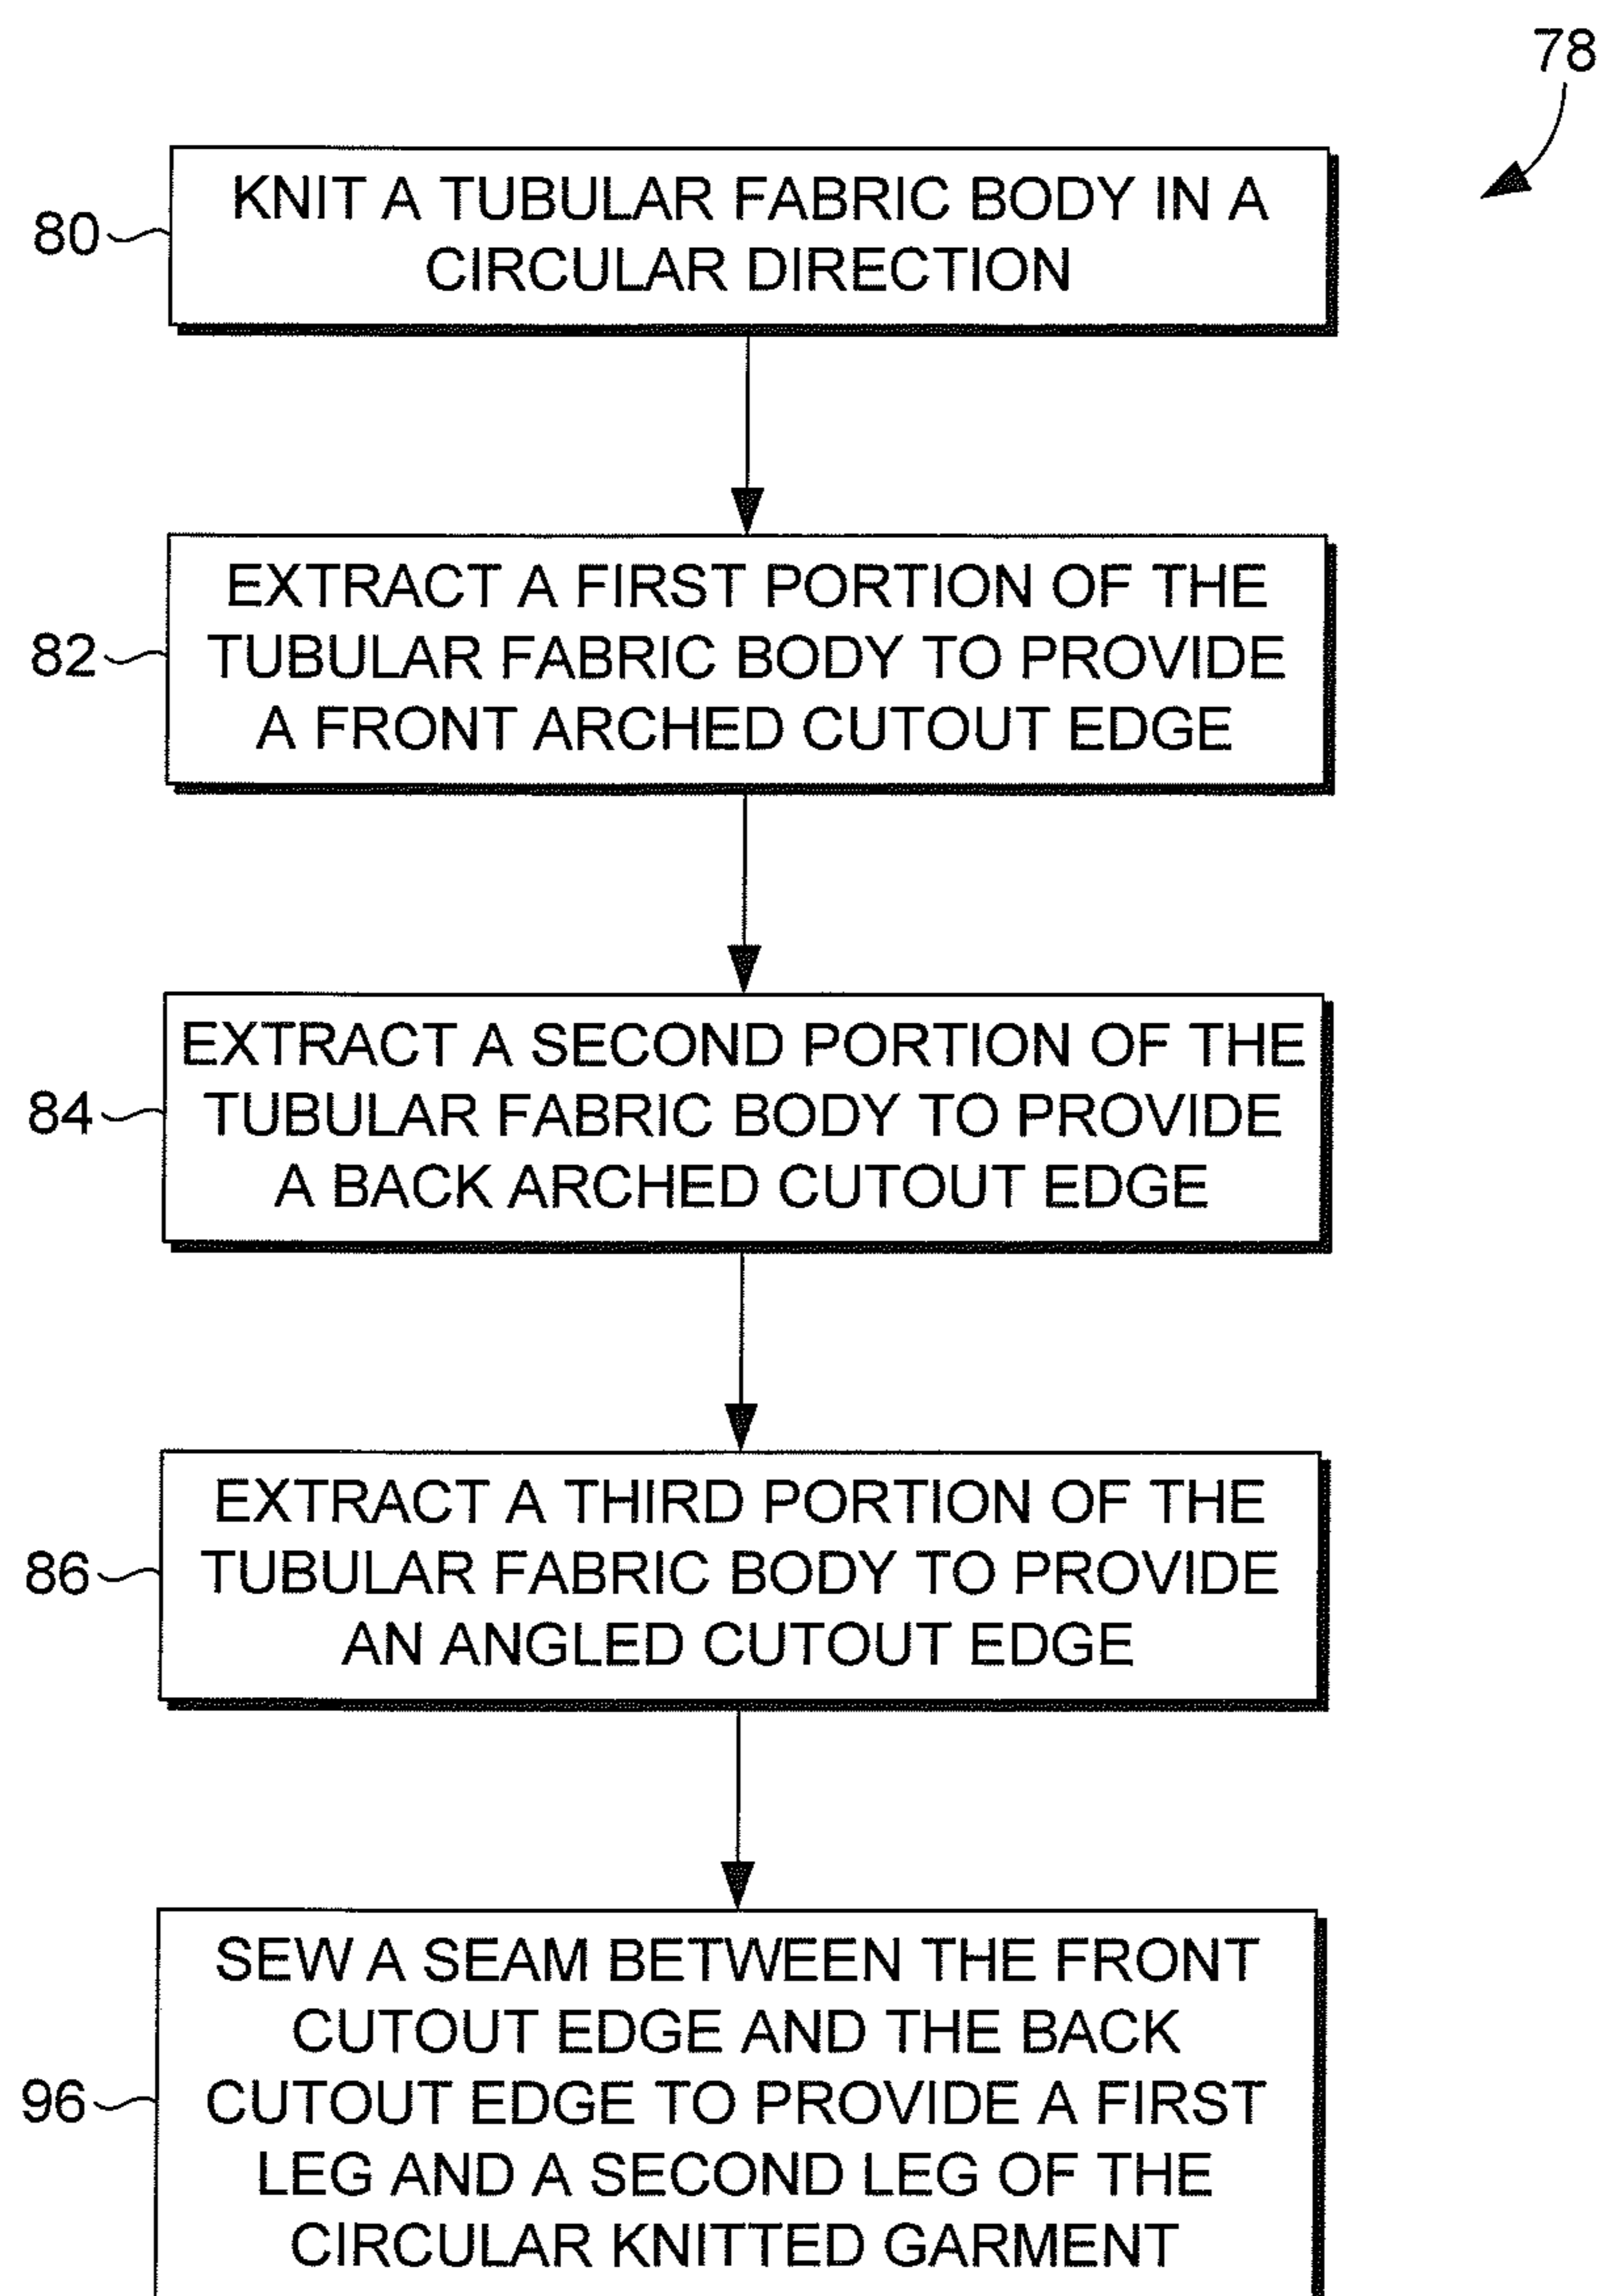 78
80
KNIT A TUBULAR FABRIC BODY IN A
CIRCULAR DIRECTION
82
EXTRACT A FIRST PORTION OF THE
TUBULAR FABRIC BODY TO PROVIDE
A FRONT ARCHED CUTOUT EDGE
84
EXTRACT A SECOND PORTION OF THE
TUBULAR FABRIC BODY TO PROVIDE
A BACK ARCHED CUTOUT EDGE
86
EXTRACT A THIRD PORTION OF THE
TUBULAR FABRIC BODY TO PROVIDE
AN ANGLED CUTOUT EDGE
96
SEW A SEAM BETWEEN THE FRONT
CUTOUT EDGE AND THE BACK
CUTOUT EDGE TO PROVIDE A FIRST
LEG AND A SECOND LEG OF THE
CIRCULAR KNITTED GARMENT